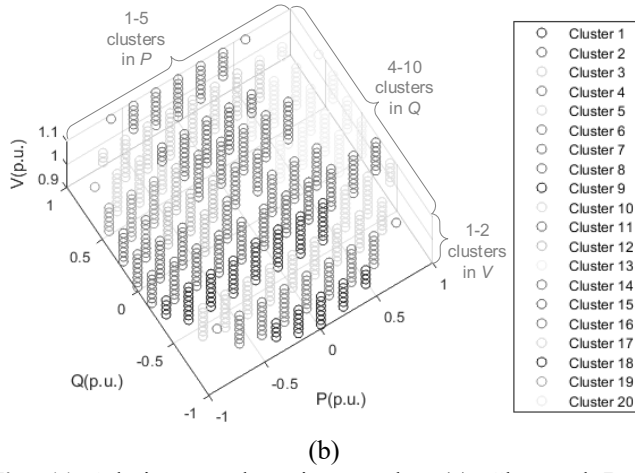 1-5
clusters
in P
4-10
clusters
in Q
1-2
clusters
in V
V(p.u.)
1.1
1
0.9
1
0.5
0
-0.5
-1
Q(p.u.)
-1
-0.5
0
0.5
1
P(p.u.)
Cluster 1
Cluster 2
Cluster 3
Cluster 4
Cluster 5
Cluster 6
Cluster 7
Cluster 8
Cluster 9
Cluster 10
Cluster 11
Cluster 12
Cluster 13
Cluster 14
Cluster 15
Cluster 16
Cluster 17
Cluster 18
Cluster 19
Cluster 20
(b)